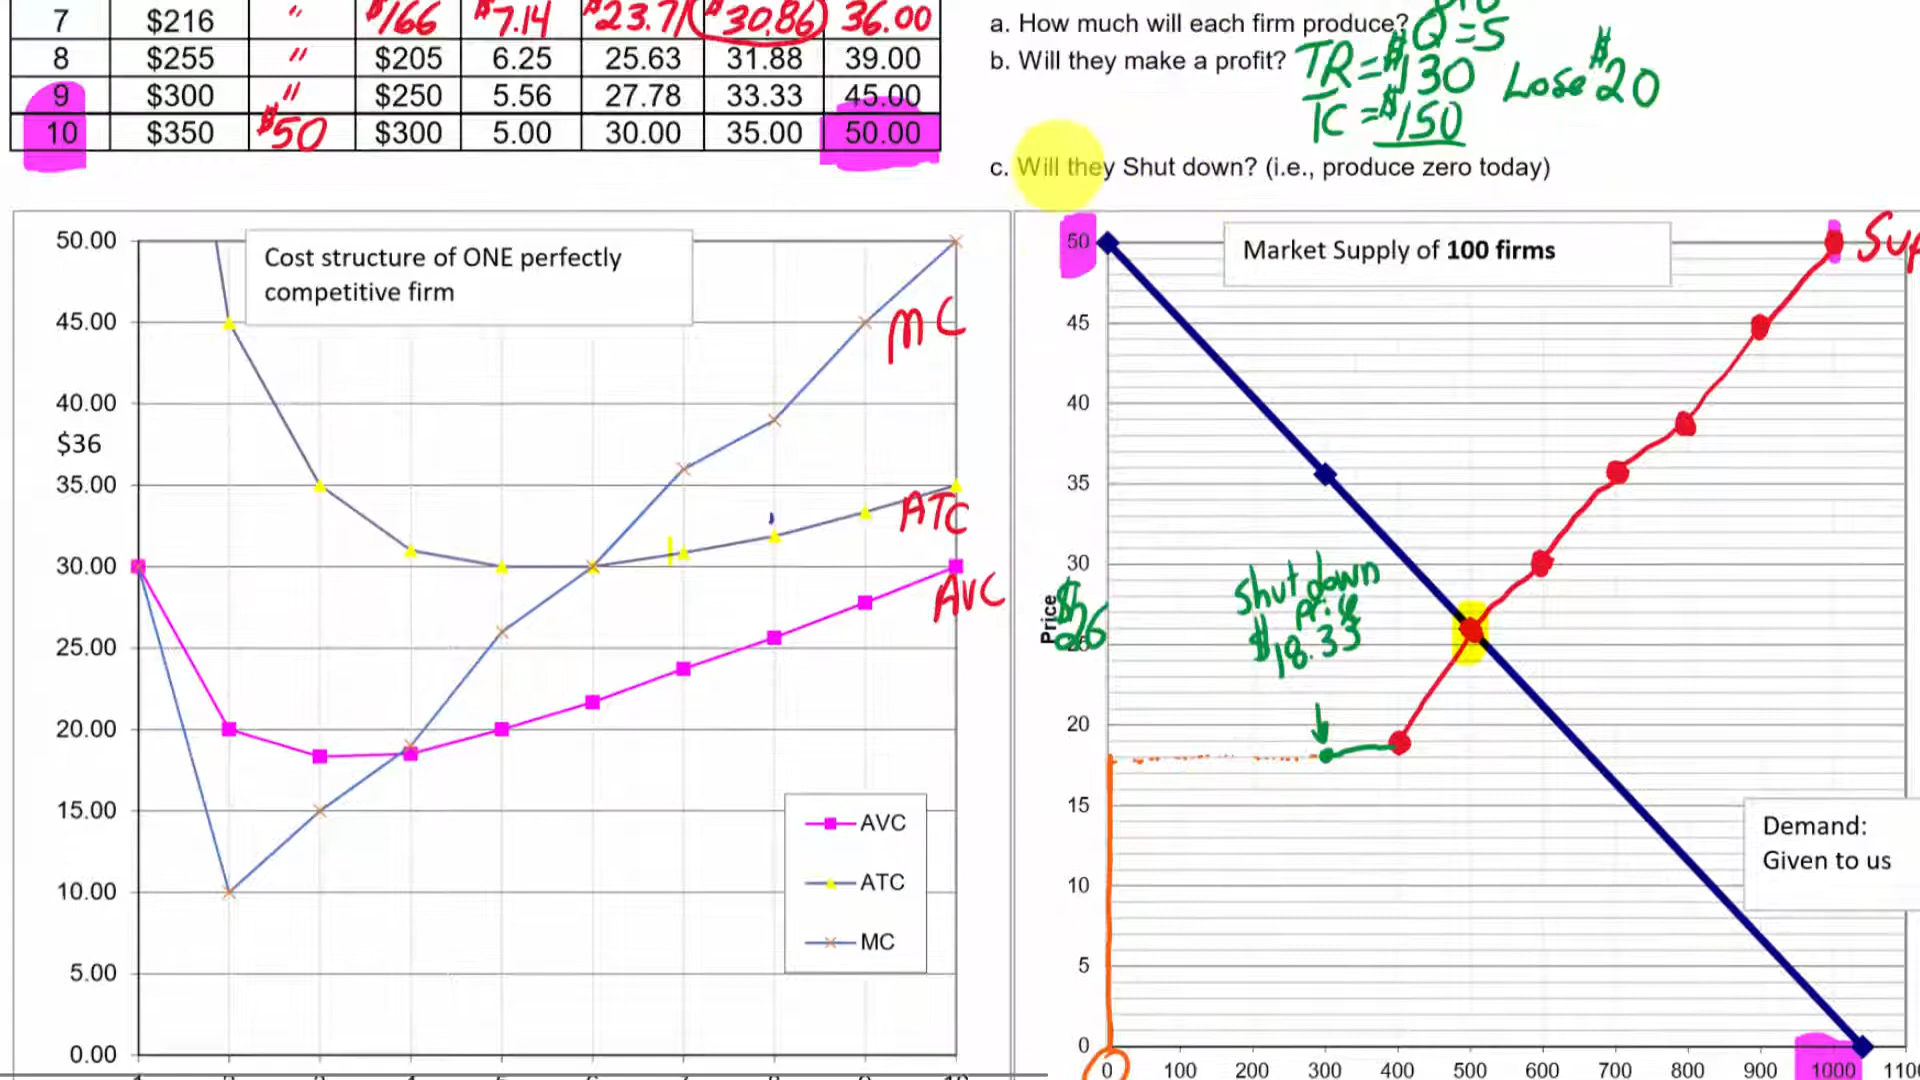 7 $216 " $166 $7.14 $23.71 $30.86 36.00
8 $255 " $205 6.25 25.63 31.88 39.00
9 $300 " $250 5.56 27.78 33.33 45.00
10 $350 $50 $300 5.00 30.00 35.00 50.00
a. How much will each firm produce? Q=5
b. Will they make a profit? TR=$130 Lose $20
TC=$150
c. Will they Shut down? (i.e., produce zero today)
Cost structure of ONE perfectly
competitive firm
50.00
45.00
40.00
$36
35.00
30.00
25.00
20.00
15.00
10.00
5.00
0.00
MC
ATC
AVC
AVC
ATC
MC
Market Supply of 100 firms
50
45
40
35
30
25
20
15
10
5
0
Price
$26
shut down
price
$18.33
Demand:
Given to us
0 100 200 300 400 500 600 700 800 900 1000